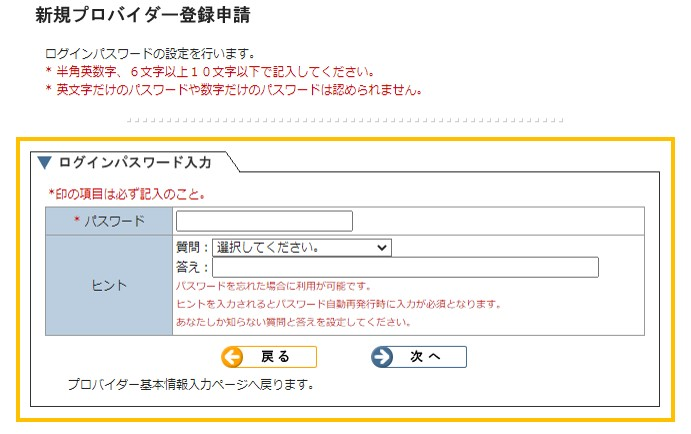 新規プロバイダー登録申請
ログインパスワードの設定を行います。
* 半角英数字、６文字以上１０文字以下で記入してください。
* 英文字だけのパスワードや数字だけのパスワードは認められません。
▼ ログインパスワード入力
*印の項目は必ず記入のこと。
* パスワード
ヒント
質問：選択してください。
答え：
パスワードを忘れた場合に利用が可能です。
ヒントを入力されるとパスワード自動再発行時に入力が必須となります。
あなたしか知らない質問と答えを設定してください。
戻る 次へ
プロバイダー基本情報入力ページへ戻ります。